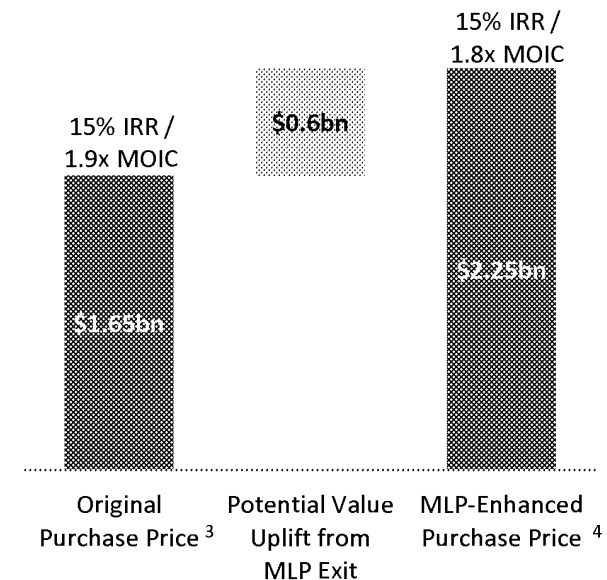 15% IRR /
1.8x MOIC
15% IRR /
1.9x MOIC
$0.6bn
$2.25bn
$1.65bn
Original
Purchase Price 3
Potential Value
Uplift from
MLP Exit
MLP-Enhanced
Purchase Price 4